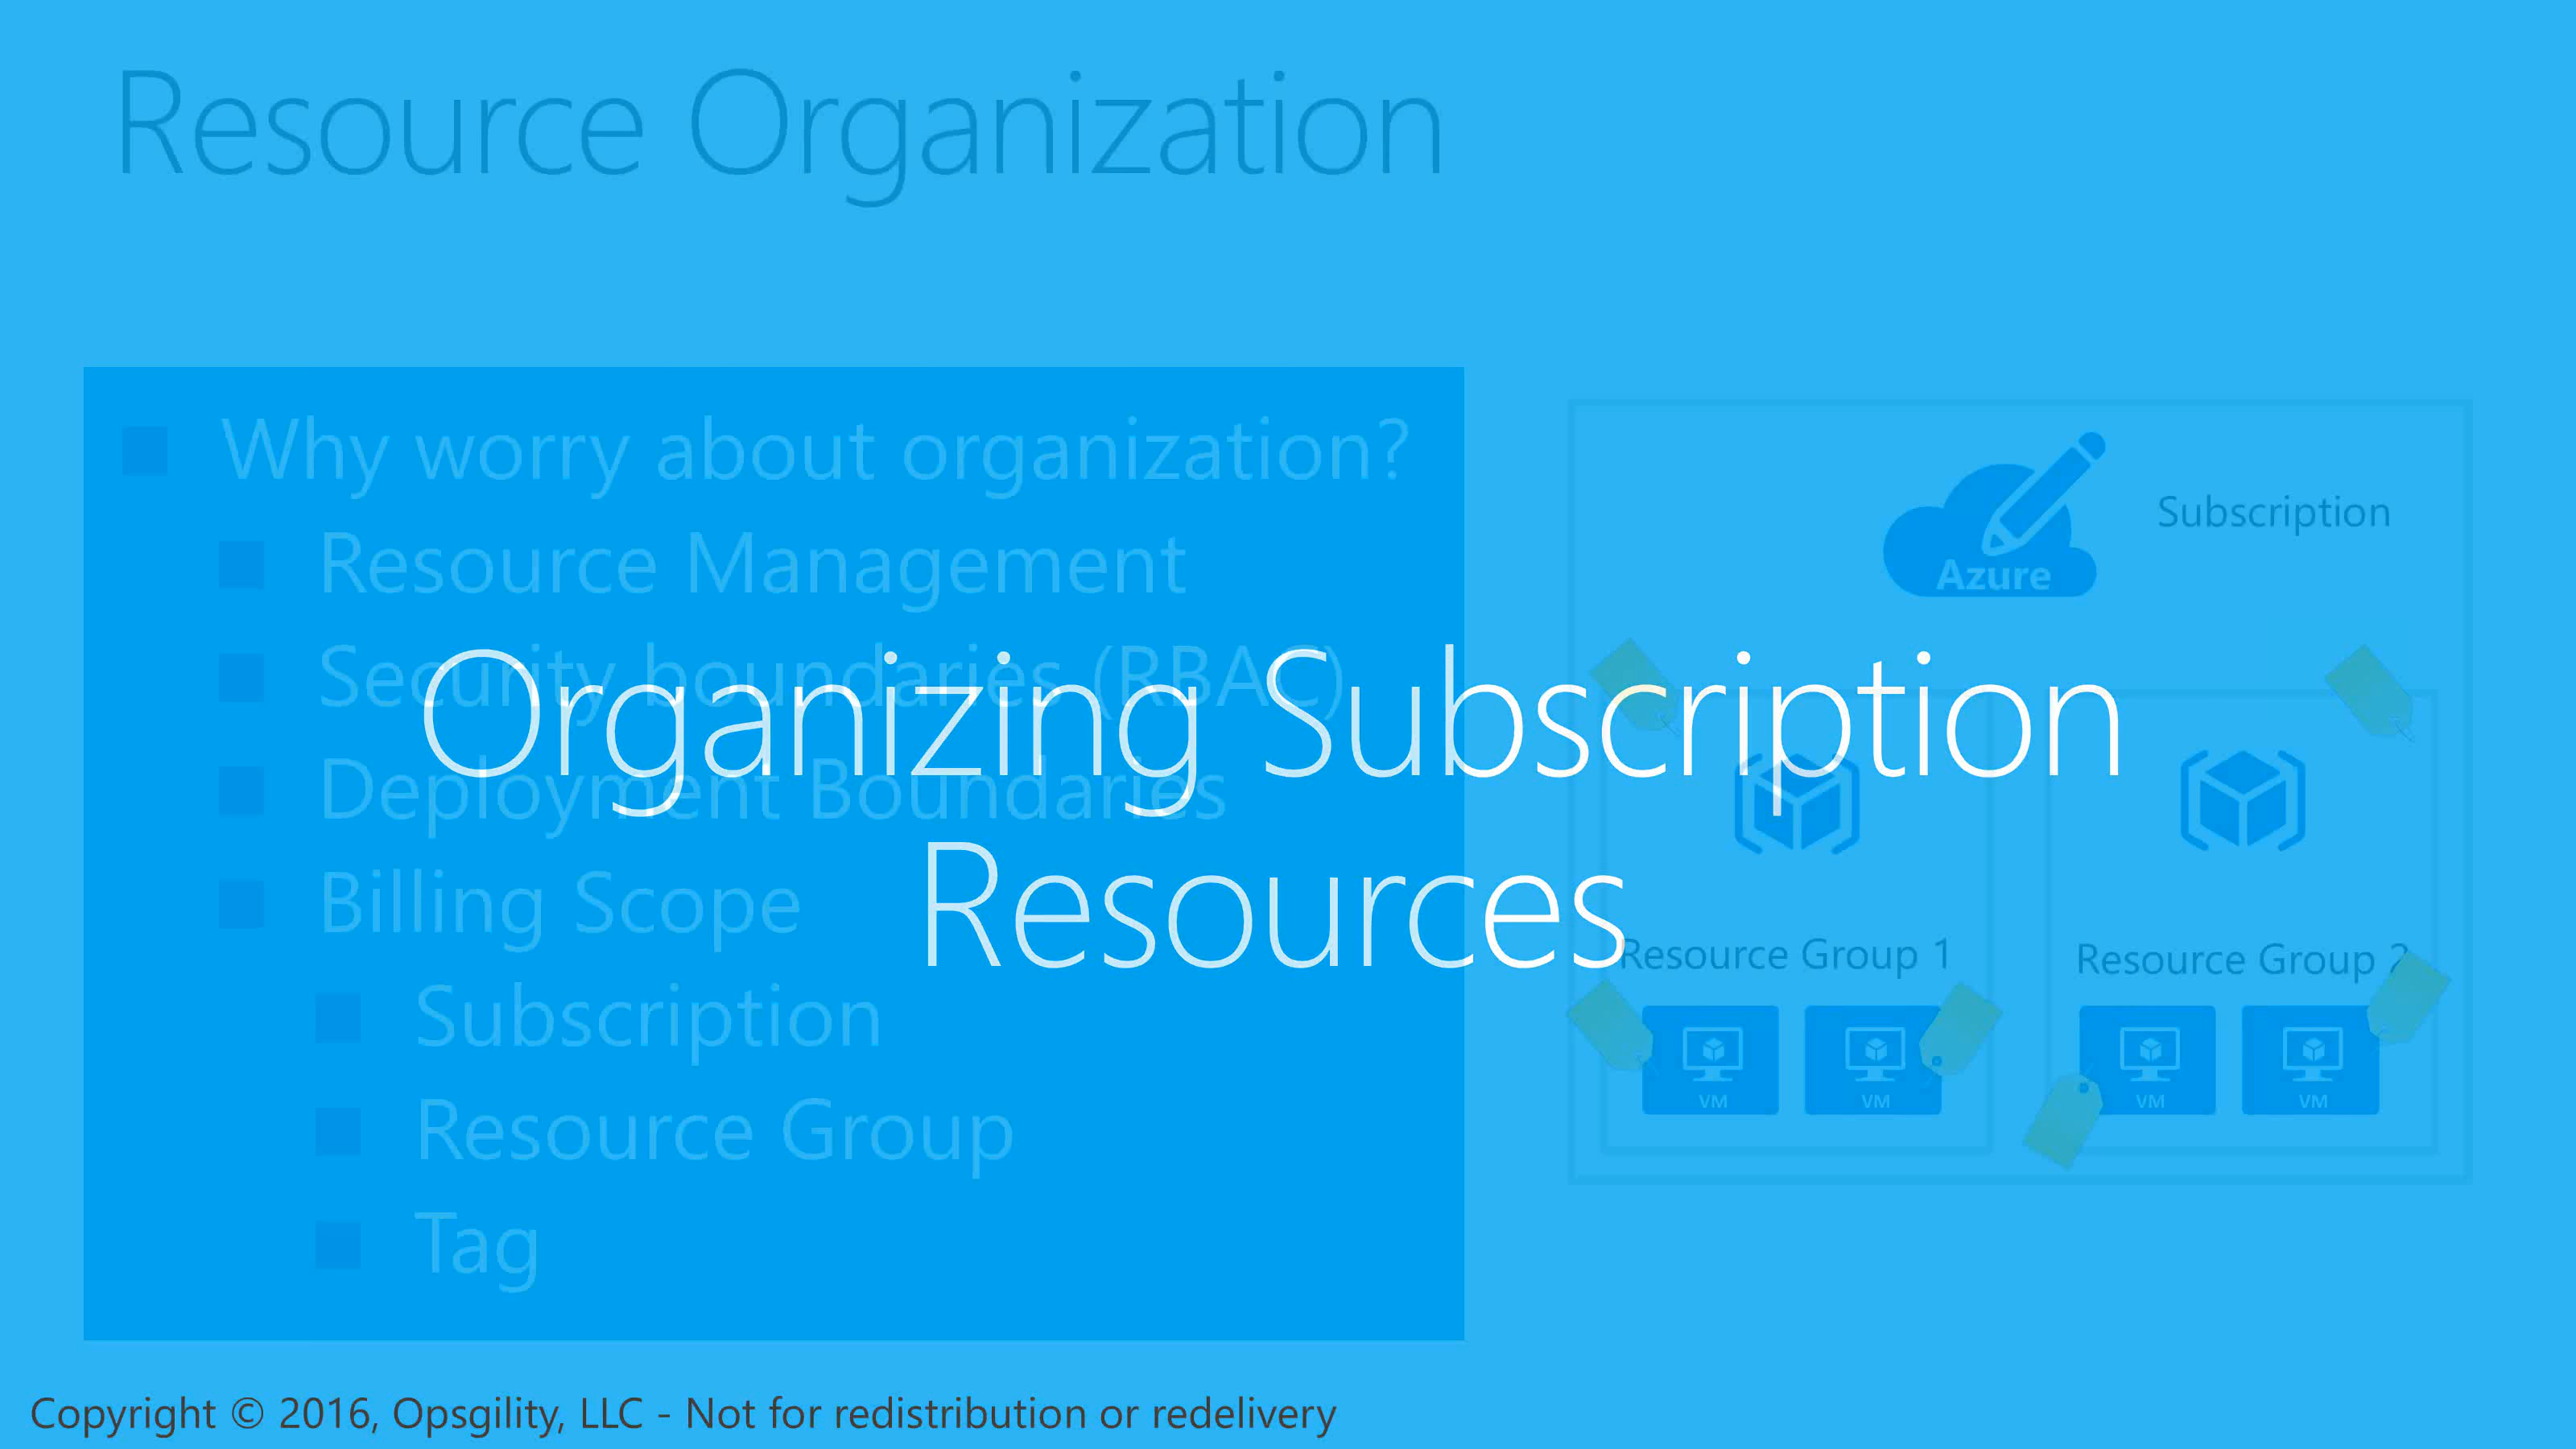 Resource Organization
Why worry about organization?
Resource Management
Security boundaries (RBAC)
Deployment Boundaries
Billing Scope
Subscription
Resource Group
Tag
Organizing Subscription
Resources
Azure
Subscription
Resource Group 1
Resource Group 2
VM
VM
VM
VM
Copyright © 2016, Opsgility, LLC - Not for redistribution or redelivery